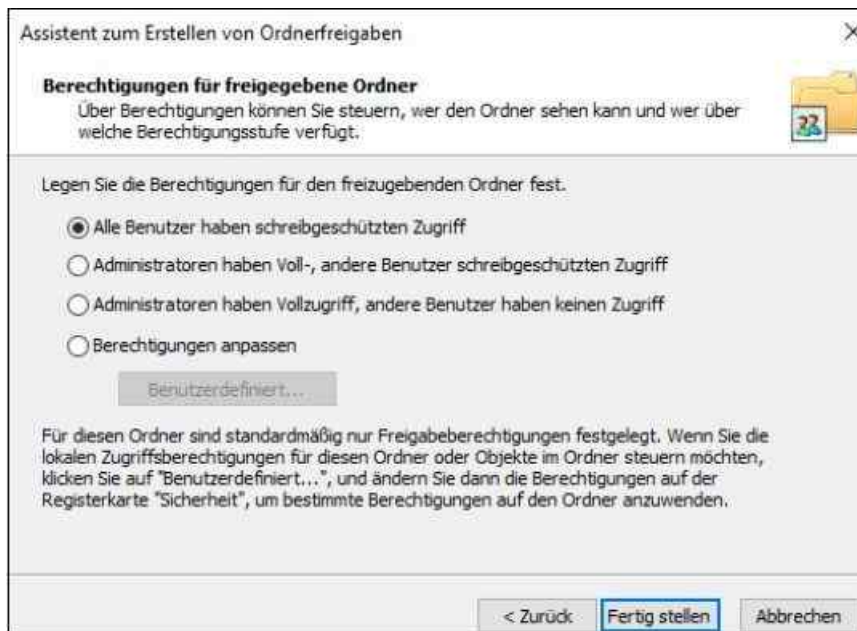 Assistent zum Erstellen von Ordnerfreigaben
Berechtigungen für freigegebene Ordner
Über Berechtigungen können Sie steuern, wer den Ordner sehen kann und wer über
welche Berechtigungsstufe verfügt.
Legen Sie die Berechtigungen für den freizugebenden Ordner fest.
Alle Benutzer haben schreibgeschützten Zugriff
Administratoren haben Voll-, andere Benutzer schreibgeschützten Zugriff
Administratoren haben Vollzugriff, andere Benutzer haben keinen Zugriff
Berechtigungen anpassen
Benutzerdefiniert...
Für diesen Ordner sind standardmäßig nur Freigabeberechtigungen festgelegt. Wenn Sie die
lokalen Zugriffsberechtigungen für diesen Ordner oder Objekte im Ordner steuern möchten,
klicken Sie auf "Benutzerdefiniert...", und ändern Sie dann die Berechtigungen auf der
Registerkarte "Sicherheit", um bestimmte Berechtigungen auf den Ordner anzuwenden.
< Zurück Fertig stellen Abbrechen